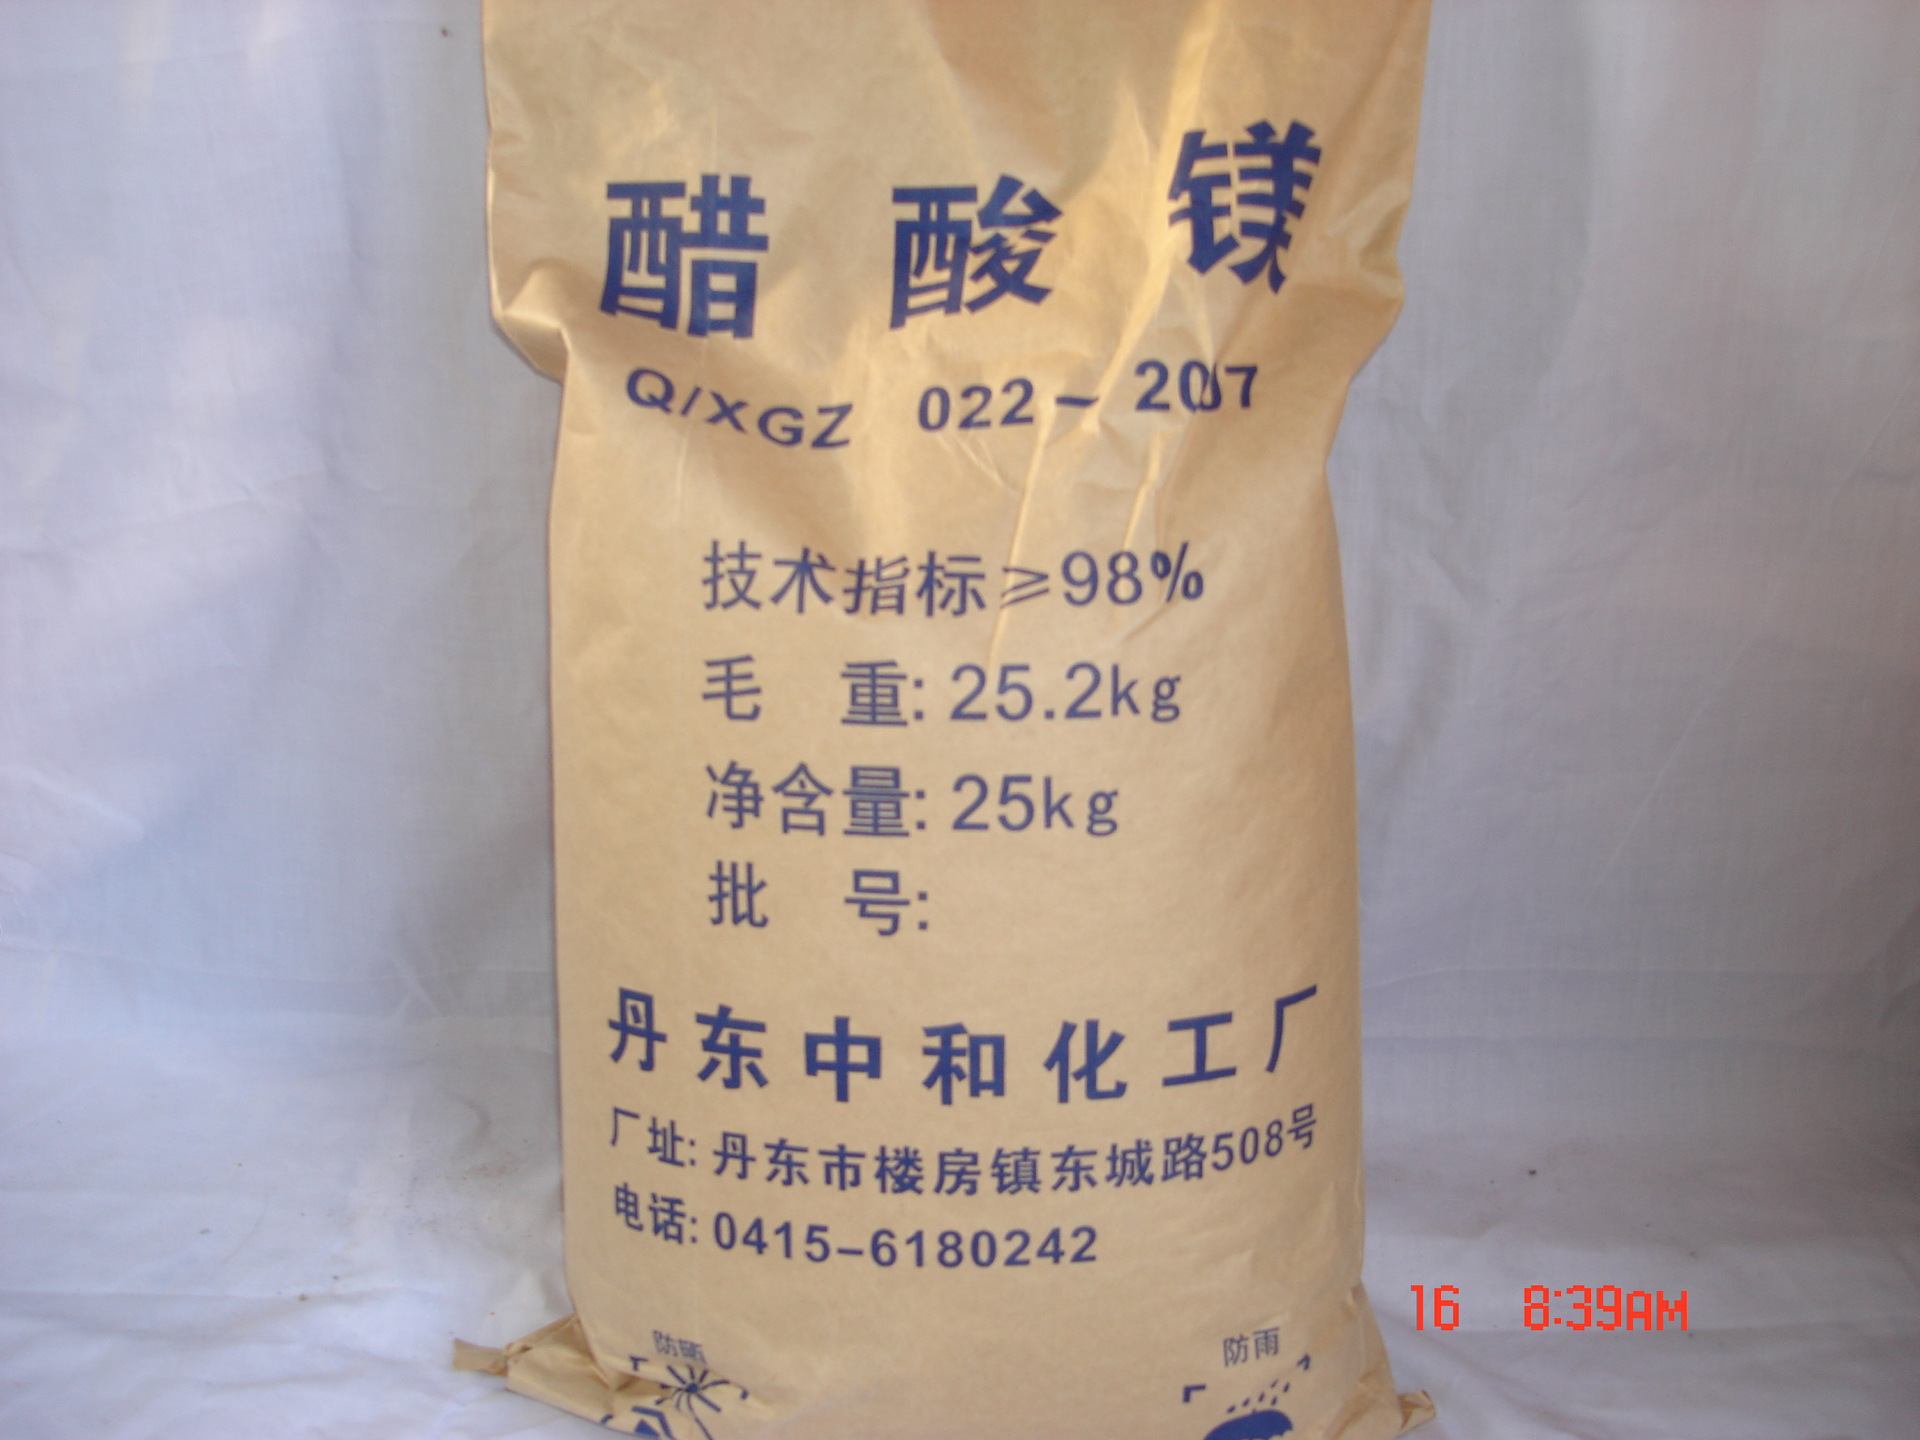 醋酸镁
Q/XGZ 022-2007
技术指标≥98%
毛 重: 25.2kg
净含量: 25kg
批 号:
丹东中和化工厂
厂址: 丹东市楼房镇东城路508号
电话: 0415-6180242
防晒 防雨
16 8:39AM